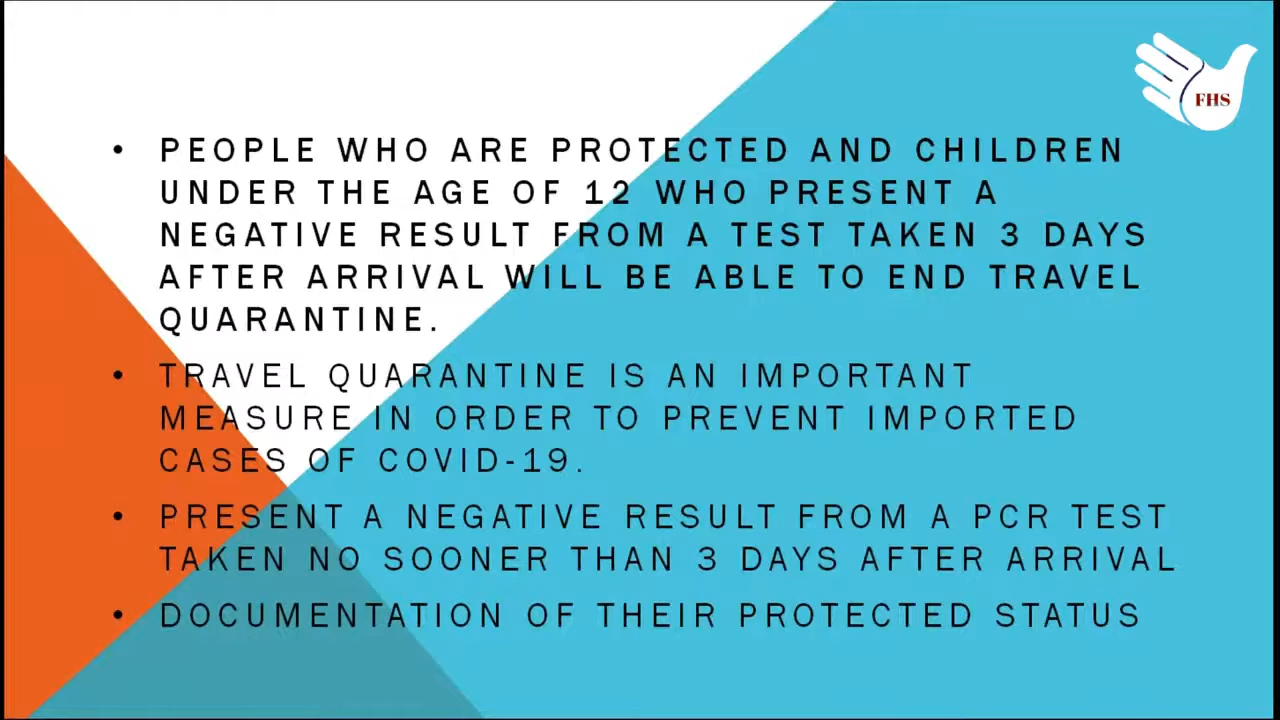 FHS
• PEOPLE WHO ARE PROTECTED AND CHILDREN
UNDER THE AGE OF 12 WHO PRESENT A
NEGATIVE RESULT FROM A TEST TAKEN 3 DAYS
AFTER ARRIVAL WILL BE ABLE TO END TRAVEL
QUARANTINE.
• TRAVEL QUARANTINE IS AN IMPORTANT
MEASURE IN ORDER TO PREVENT IMPORTED
CASES OF COVID-19.
• PRESENT A NEGATIVE RESULT FROM A PCR TEST
TAKEN NO SOONER THAN 3 DAYS AFTER ARRIVAL
• DOCUMENTATION OF THEIR PROTECTED STATUS